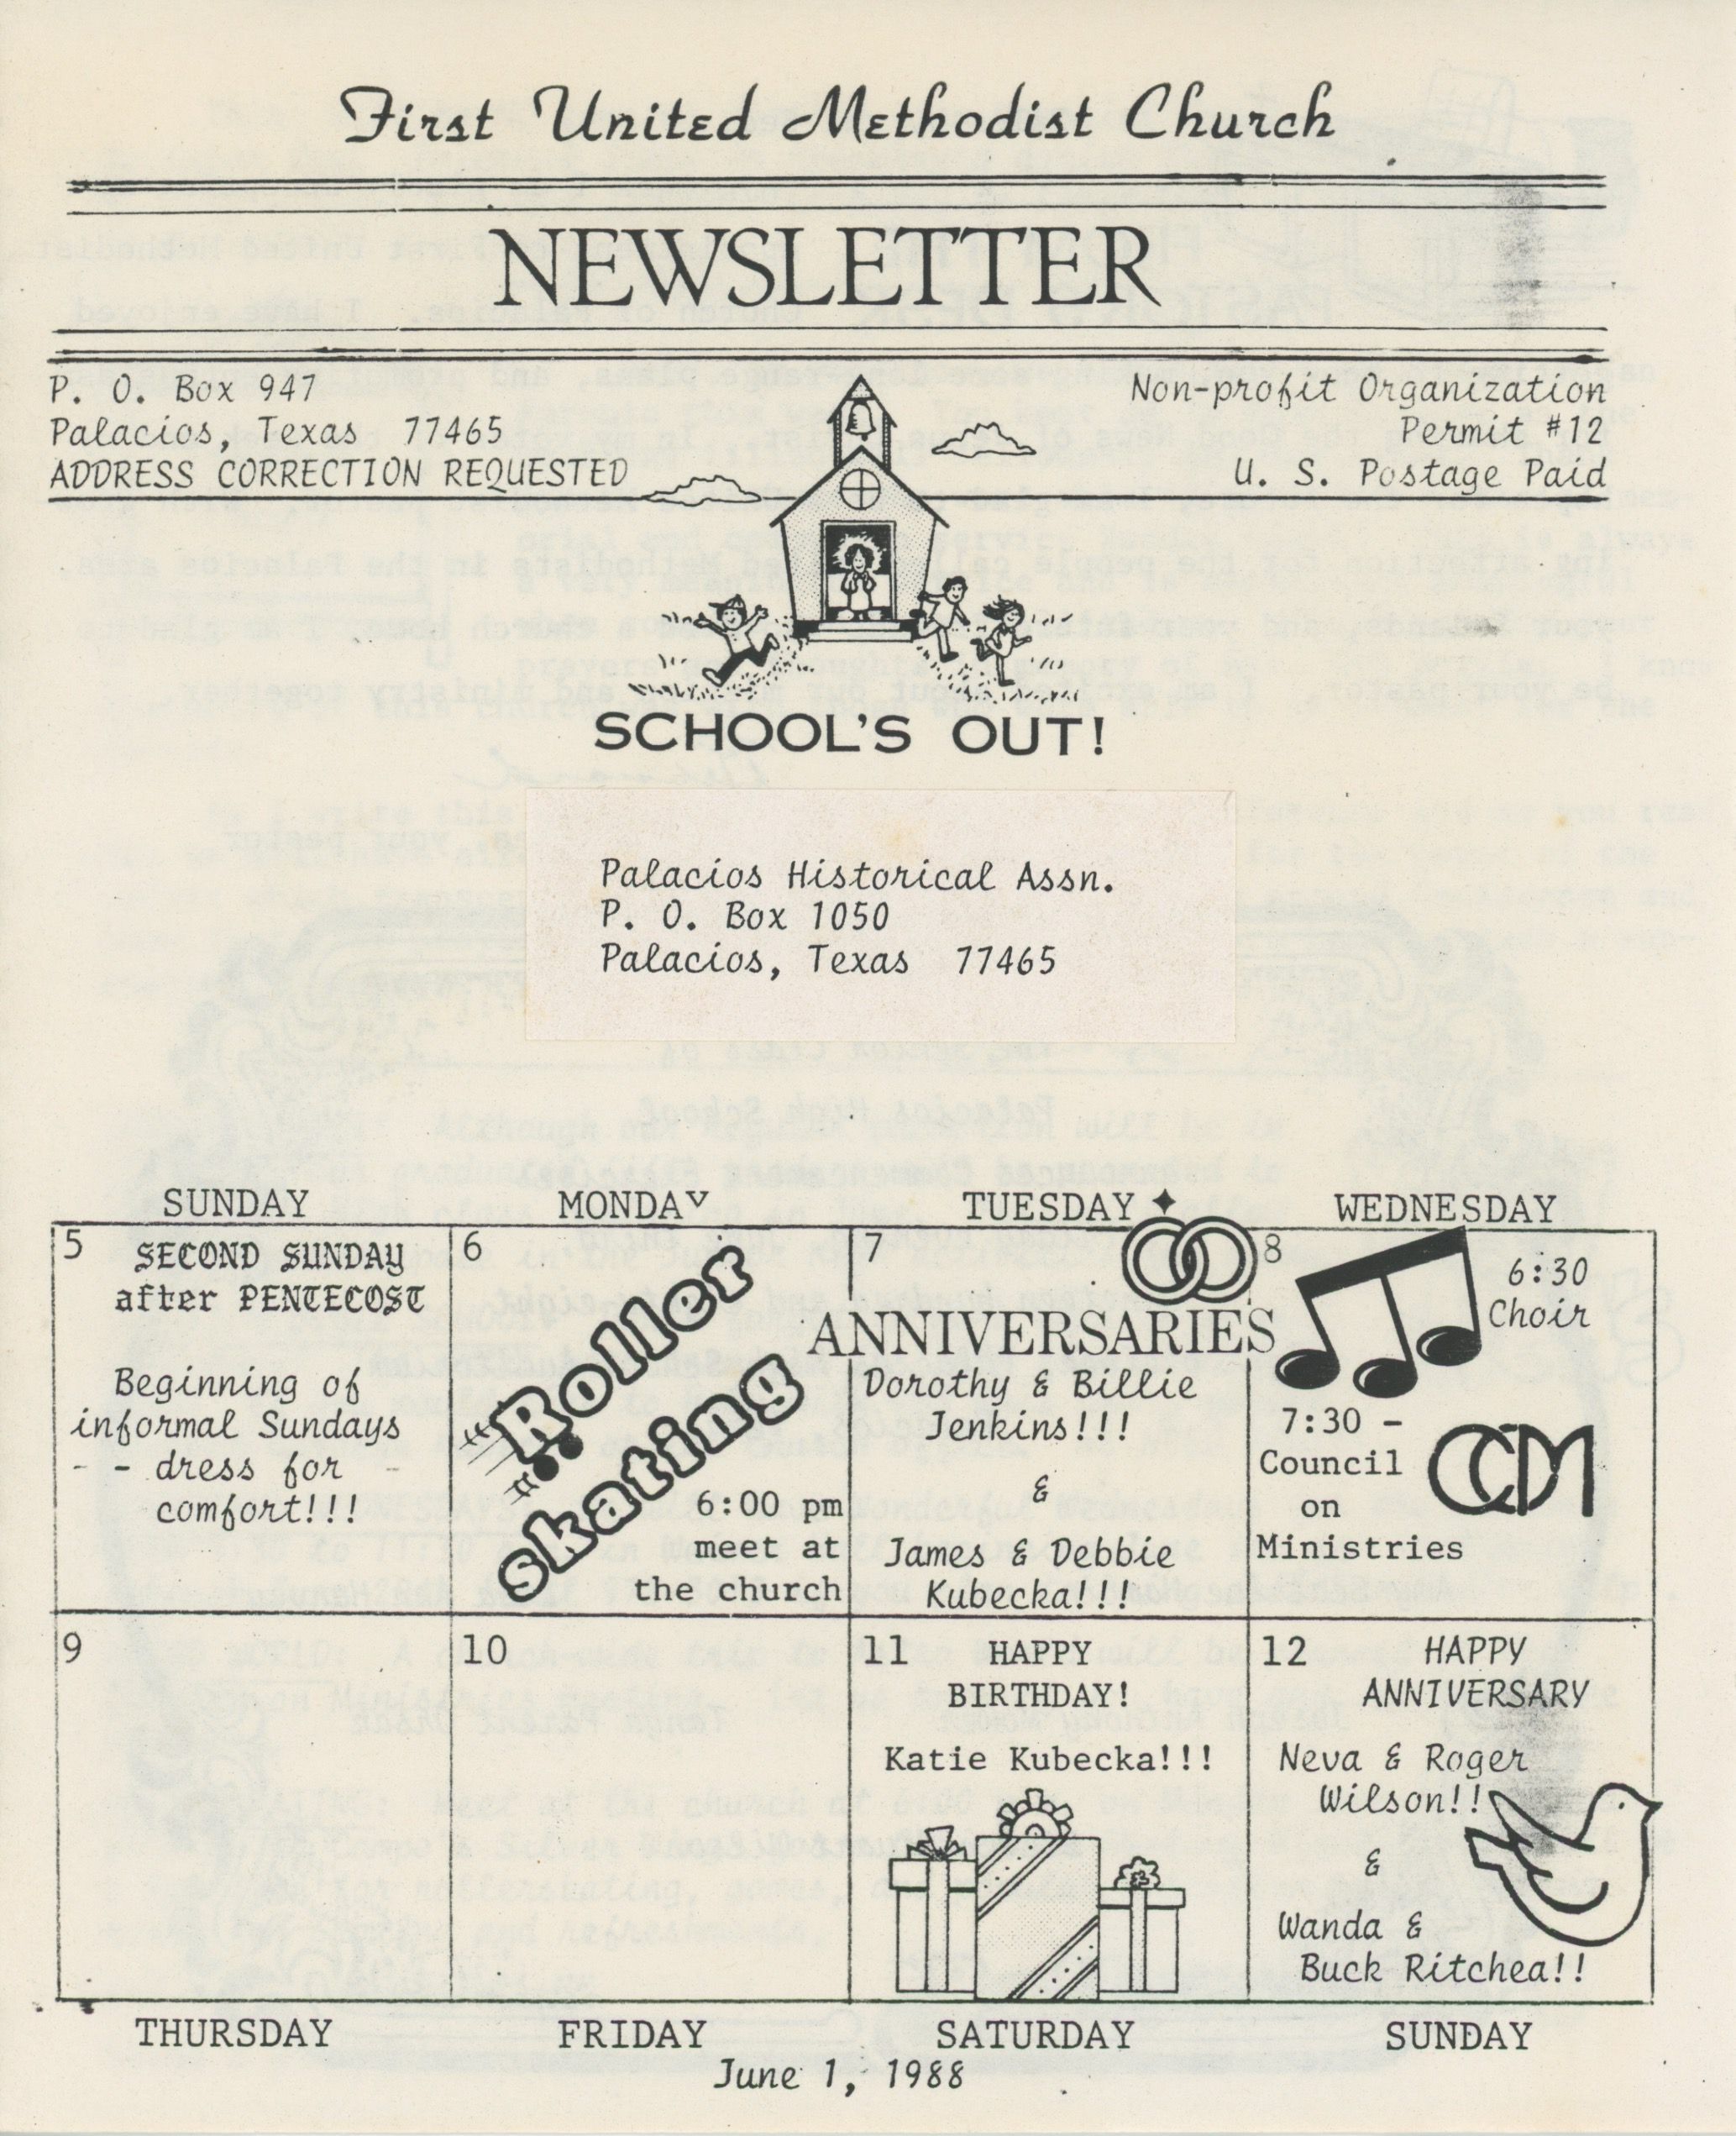 First United Methodist Church
NEWSLETTER
P. O. Box 947
Palacios, Texas 77465
ADDRESS CORRECTION REQUESTED
Non-profit Organization
Permit #12
U. S. Postage Paid
SCHOOL'S OUT!
Palacios Historical Assn.
P. O. Box 1050
Palacios, Texas 77465
SUNDAY MONDAY TUESDAY WEDNESDAY
5 SECOND SUNDAY
after PENTECOST
Beginning of
informal Sundays
- - dress for -
comfort!!!
6
Roller
skating
6:00 pm
meet at
the church
7
ANNIVERSARIES
Dorothy & Billie
Jenkins!!!
&
James & Debbie
Kubecka!!!
8
6:30
Choir
7:30 -
Council
on
Ministries
COM
9
10
11 HAPPY
BIRTHDAY!
Katie Kubecka!!!
12 HAPPY
ANNIVERSARY
Neva & Roger
Wilson!!
&
Wanda &
Buck Ritchea!!
THURSDAY FRIDAY SATURDAY SUNDAY
June 1, 1988